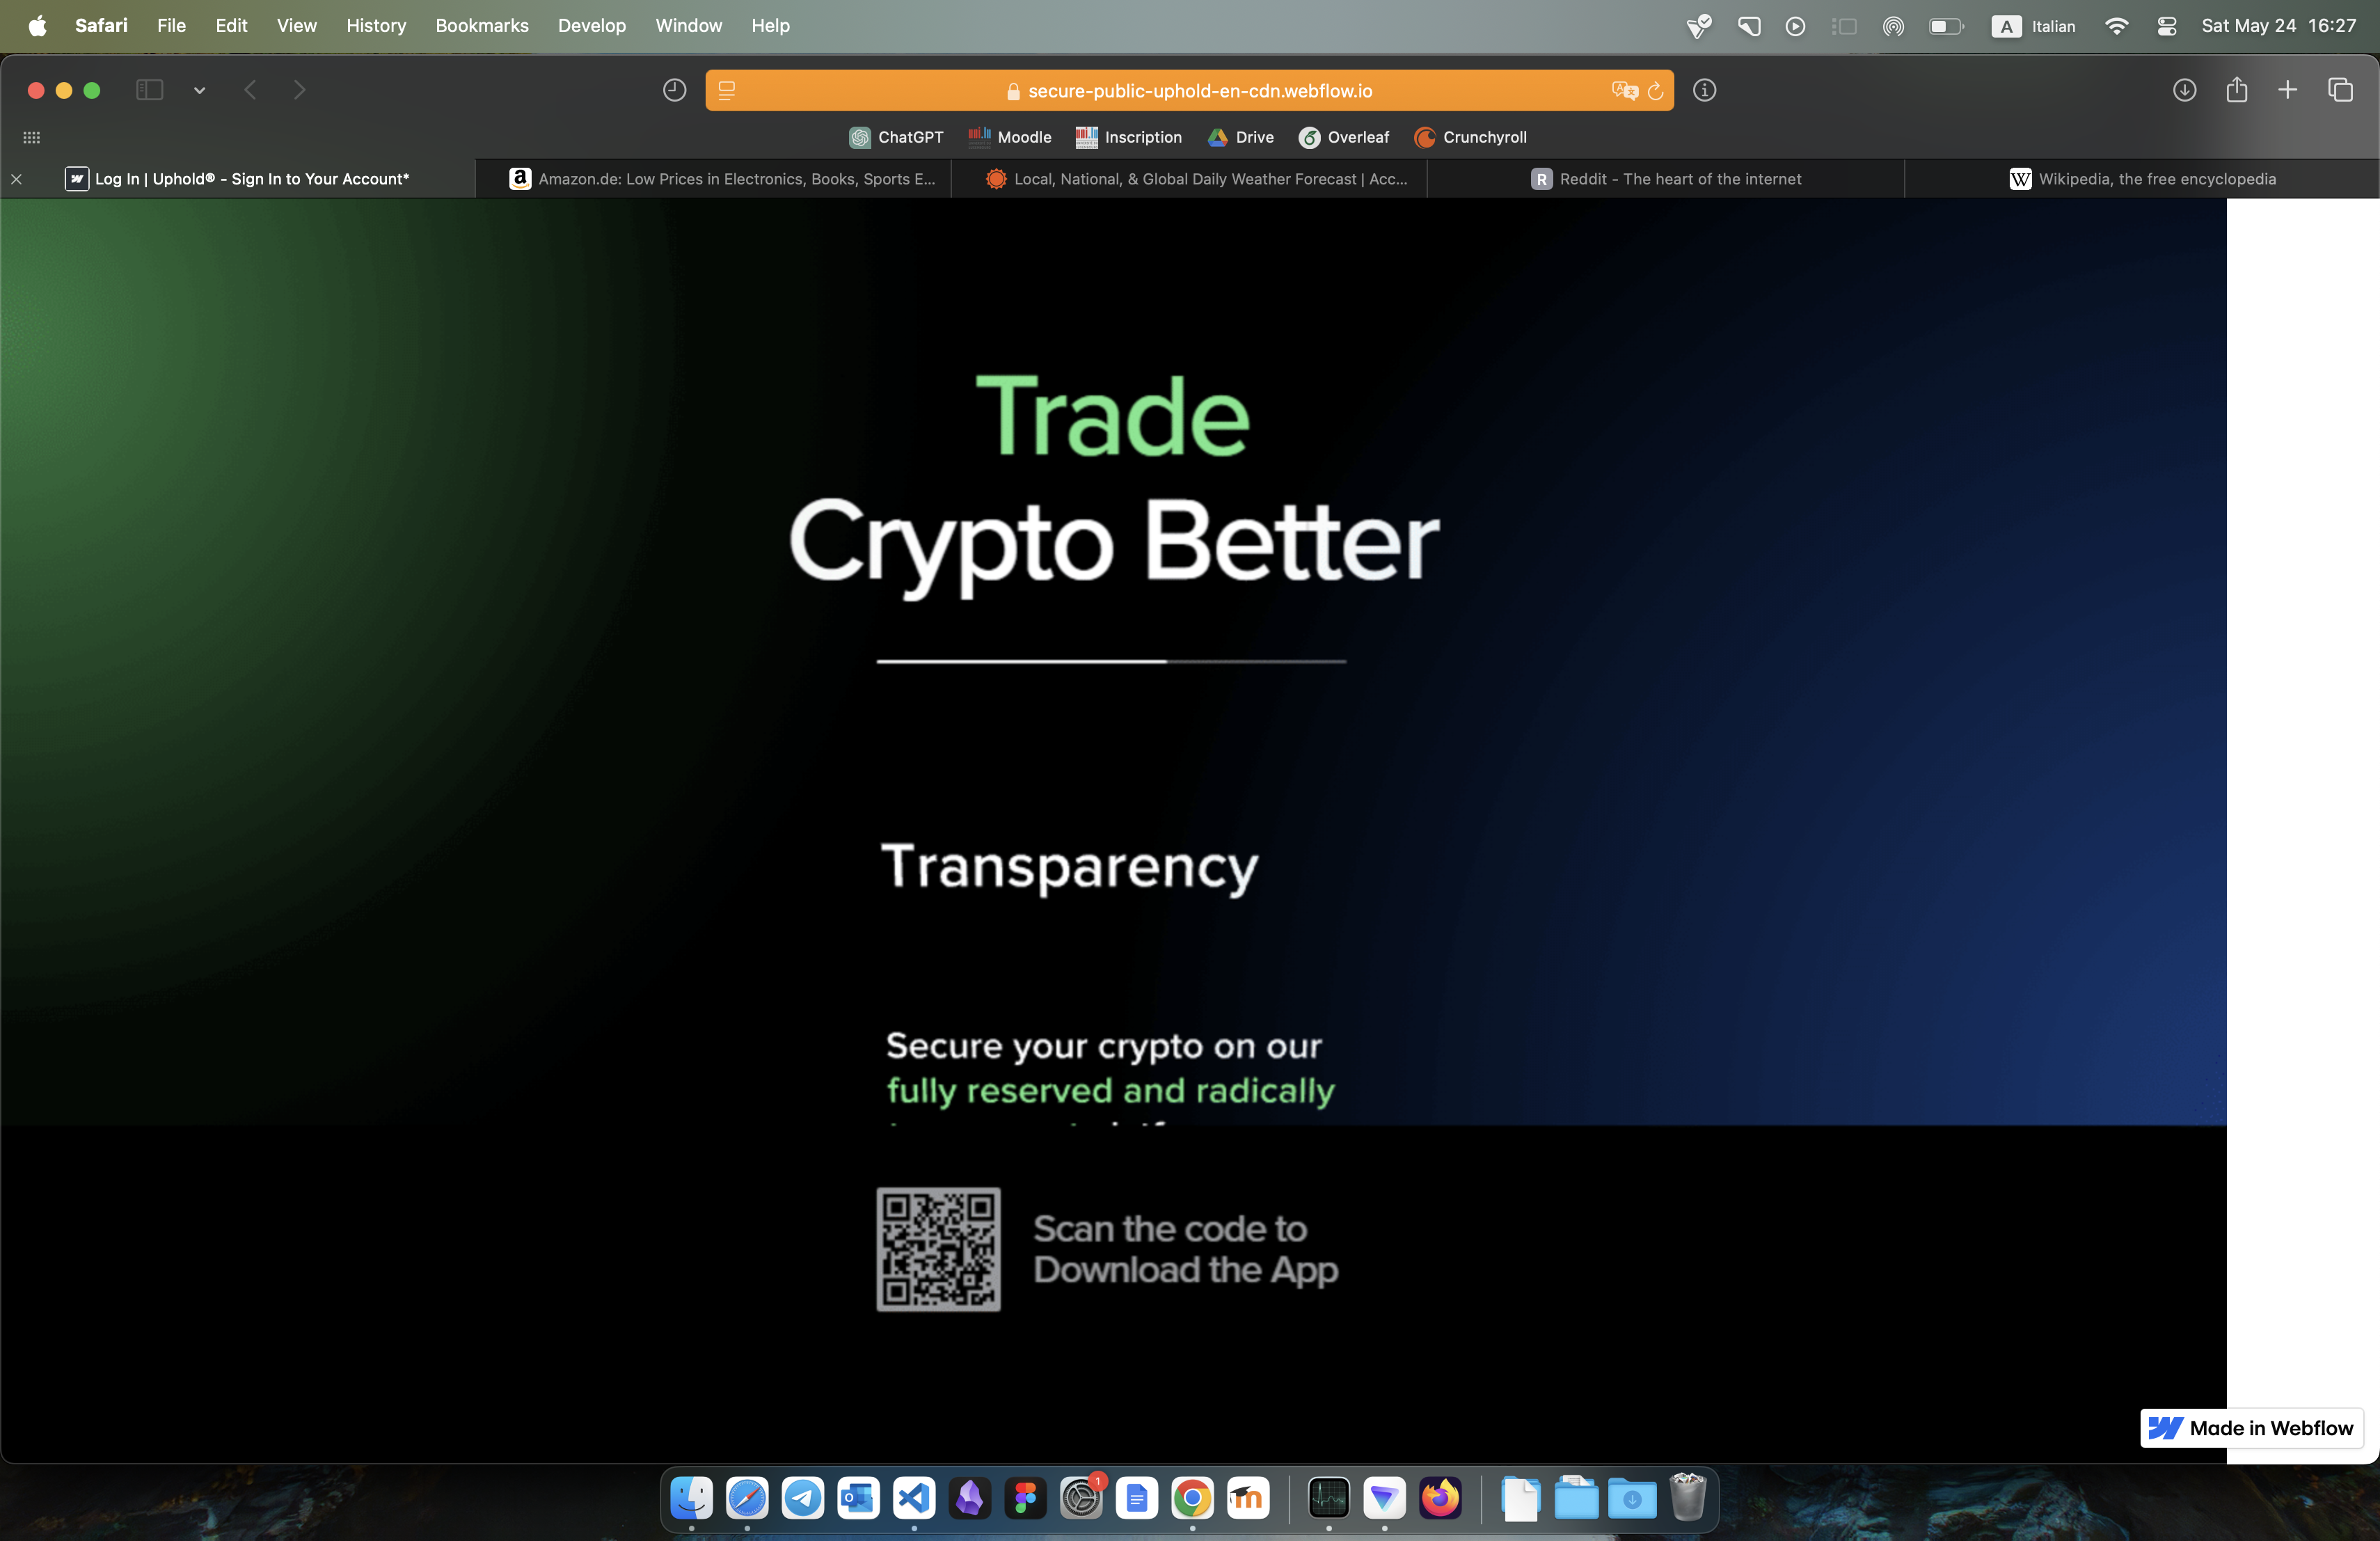 Safari File Edit View History Bookmarks Develop Window Help A Italian Sat May 24 16:27
secure-public-uphold-en-cdn.webflow.io
ChatGPT Moodle Inscription Drive Overleaf Crunchyroll
Log In | Uphold® - Sign In to Your Account*
Amazon.de: Low Prices in Electronics, Books, Sports E...
Local, National, & Global Daily Weather Forecast | Acc...
R Reddit - The heart of the internet
W Wikipedia, the free encyclopedia
Trade
Crypto Better
Transparency
Secure your crypto on our
fully reserved and radically
Scan the code to
Download the App
Made in Webflow
1